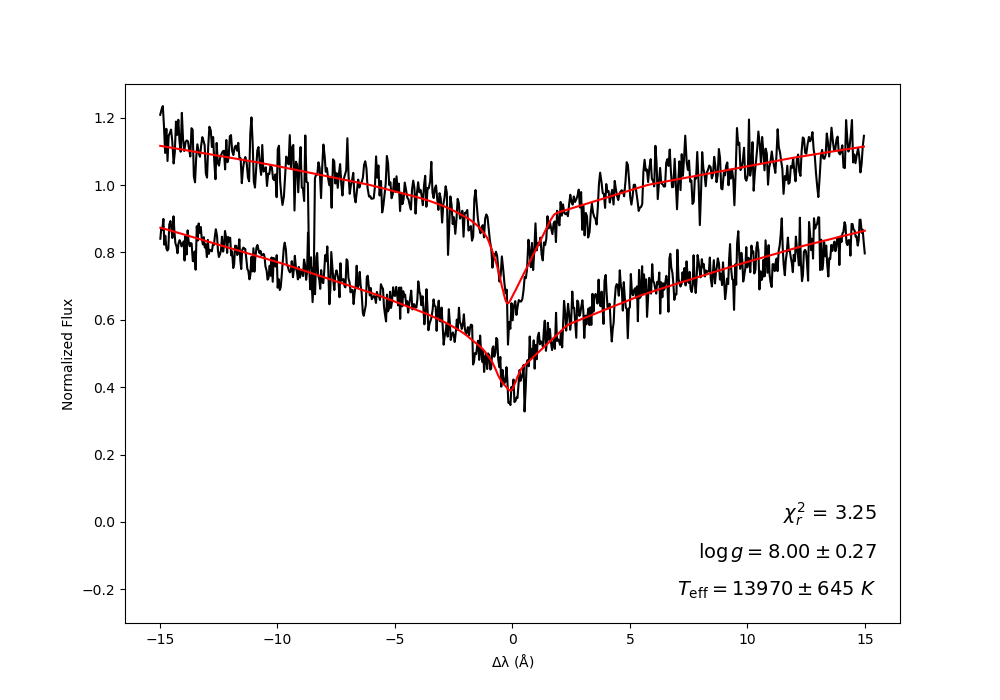 1.2
1.0
0.8
0.6
0.4
0.2
0.0
−0.2
Normalized Flux
χ²ᵣ = 3.25
log g = 8.00 ± 0.27
T_eff = 13970 ± 645 K
−15 −10 −5 0 5 10 15
Δλ (Å)